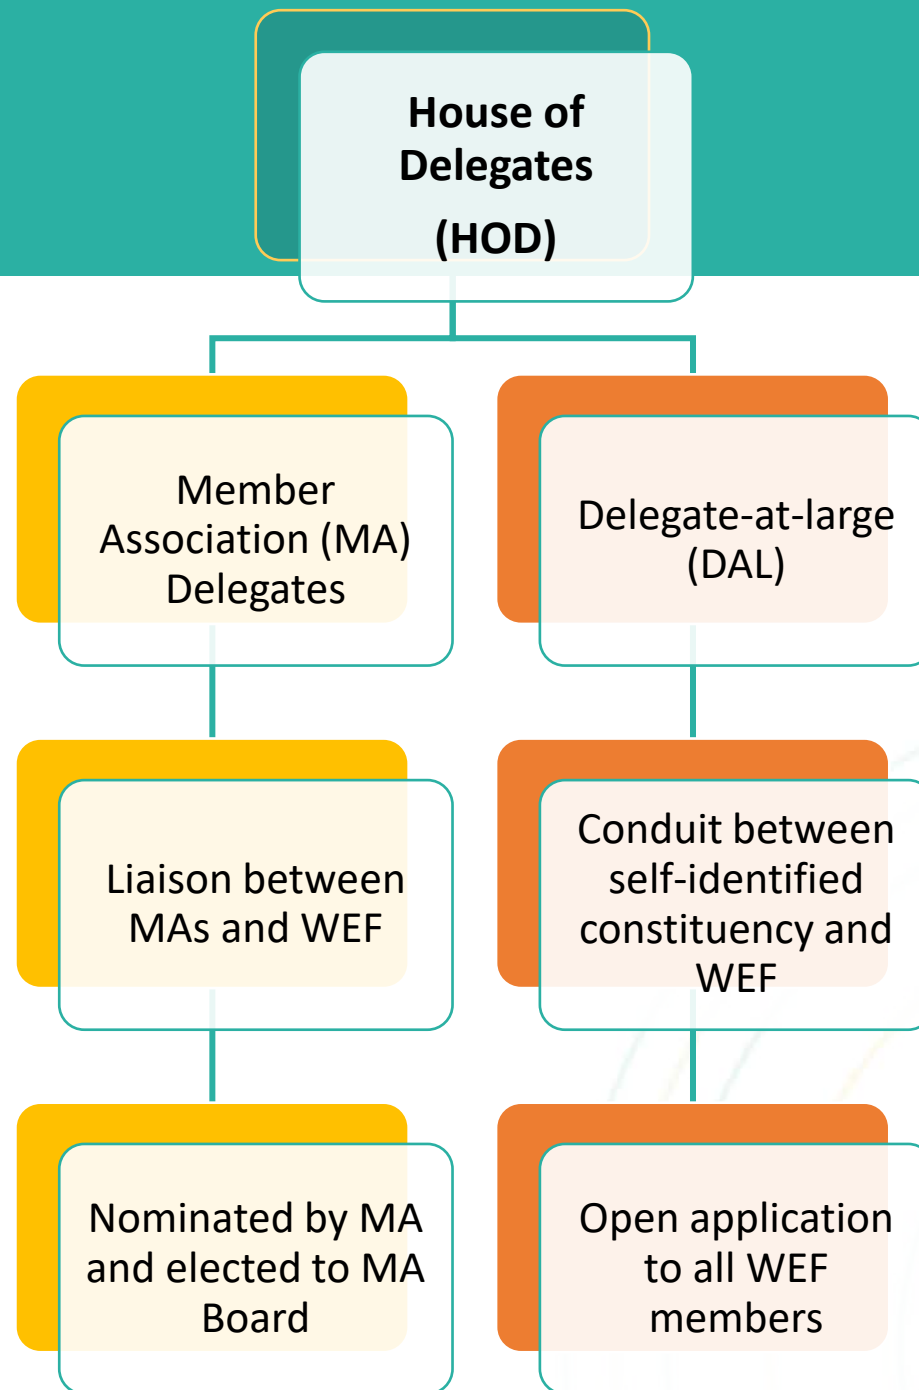 House of
Delegates
(HOD)
Member
Association (MA)
Delegates
Delegate-at-large
(DAL)
Liaison between
MAs and WEF
Conduit between
self-identified
constituency and
WEF
Nominated by MA
and elected to MA
Board
Open application
to all WEF
members